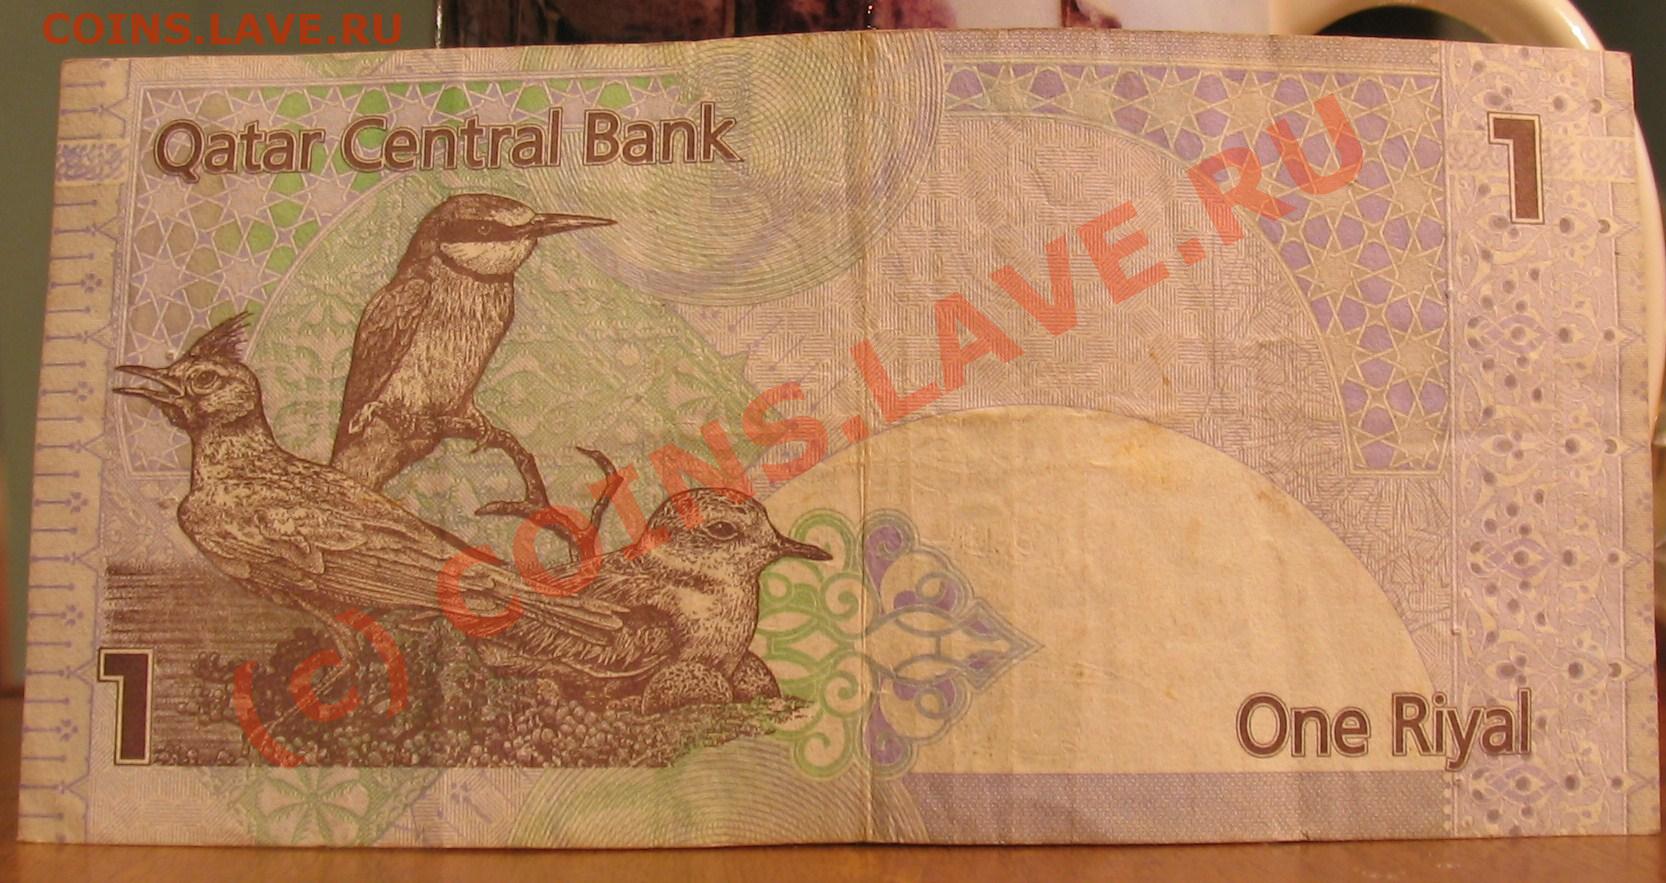 COINS.LAVE.RU
Qatar Central Bank
1
(c) COINS.LAVE.RU
1
One Riyal